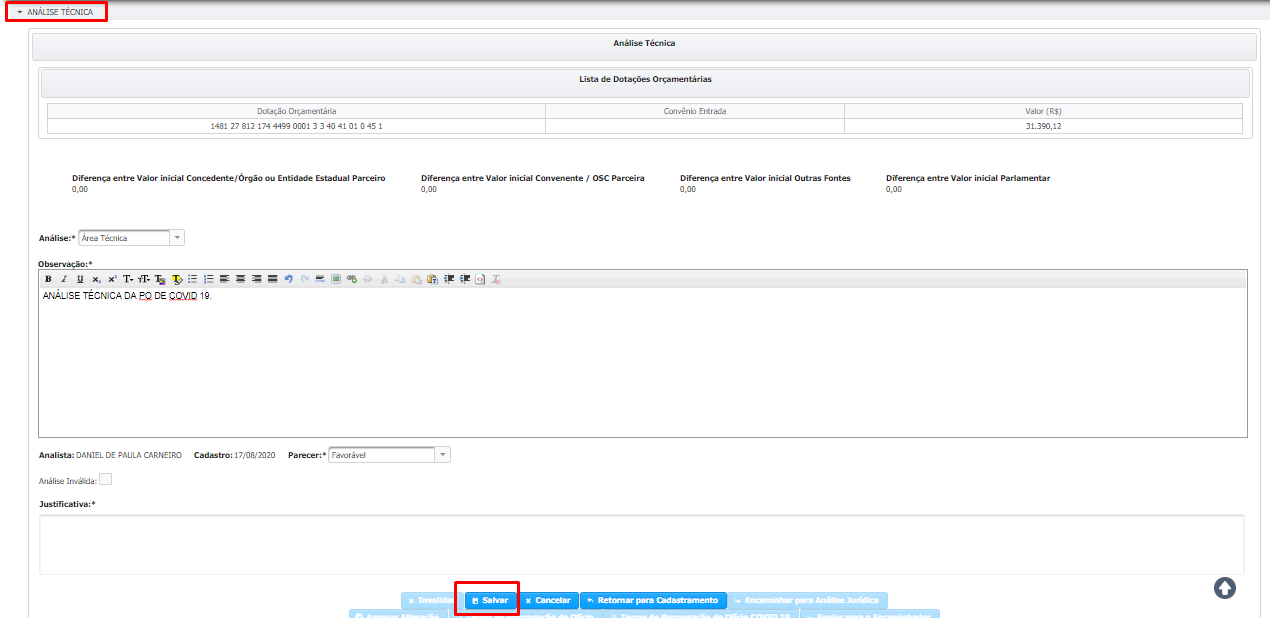 ANÁLISE TÉCNICA
Análise Técnica
Lista de Dotações Orçamentárias
Dotação Orçamentária Convênio Entrada Valor (R$)
1481 27 812 174 4499 0001 3 3 40 41 01 0 45 1 31.390,12
Diferença entre Valor inicial Concedente/Órgão ou Entidade Estadual Parceiro Diferença entre Valor inicial Convenente / OSC Parceira Diferença entre Valor inicial Outras Fontes Diferença entre Valor inicial Parlamentar
0,00 0,00 0,00 0,00
Análise:* Área Técnica
Observação:*
ANÁLISE TÉCNICA DA PO DE COVID 19.
Analista: DANIEL DE PAULA CARNEIRO Cadastro: 17/08/2020 Parecer:* Favorável
Análise Inválida:
Justificativa:*
Invalidar Salvar Cancelar Retornar para Cadastramento Encaminhar para Análise Jurídica